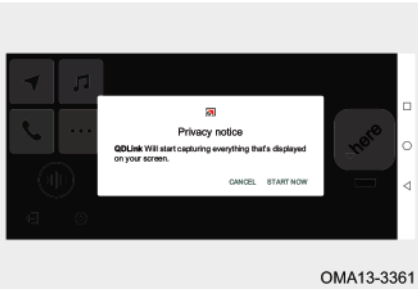 Privacy notice
QDLink Will start capturing everything that's displayed
on your screen.
CANCEL START NOW
here
OMA13-3361